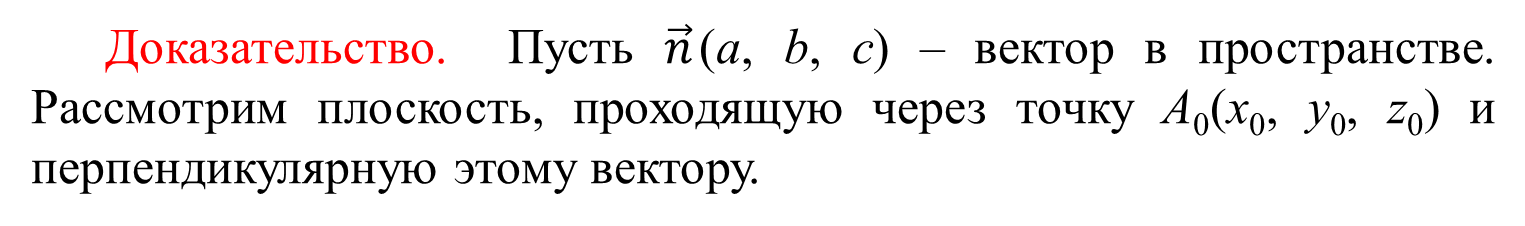 Доказательство. Пусть n⃗(a, b, c) – вектор в пространстве.
Рассмотрим плоскость, проходящую через точку A₀(x₀, y₀, z₀) и
перпендикулярную этому вектору.